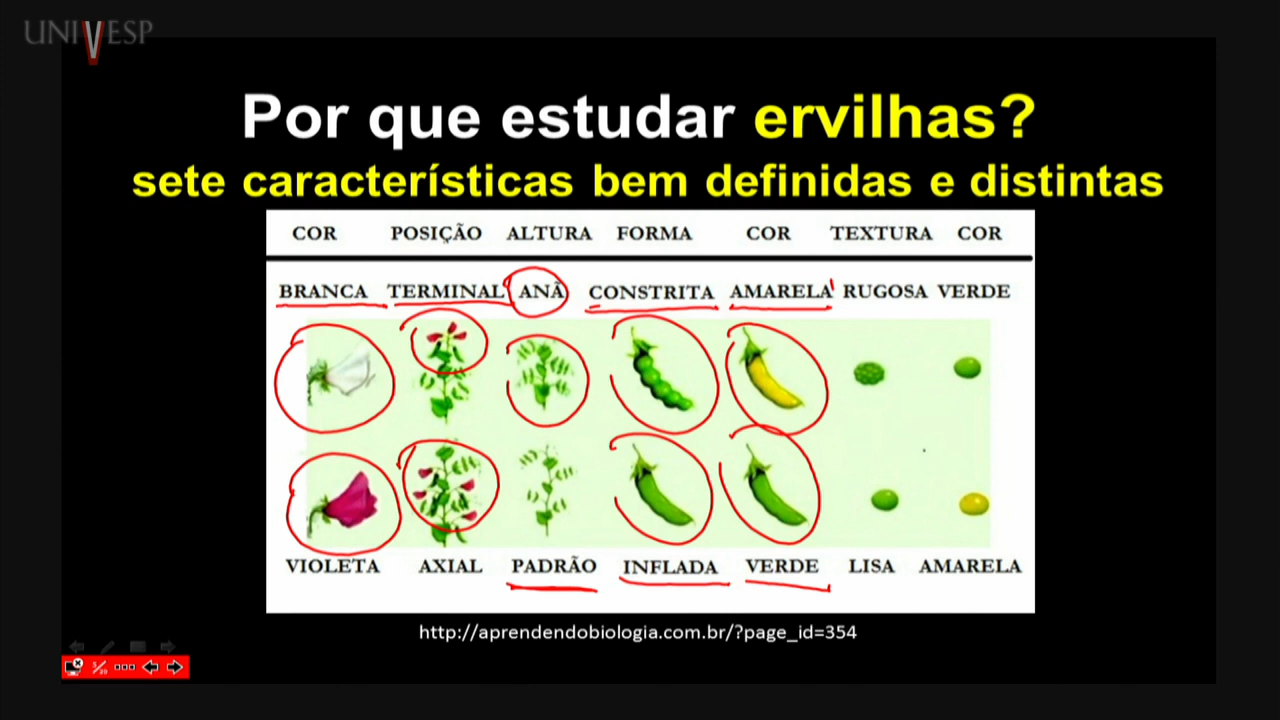 UNIVESP
Por que estudar ervilhas?
sete características bem definidas e distintas
COR POSIÇÃO ALTURA FORMA COR TEXTURA COR
BRANCA TERMINAL ANÃ CONSTRITA AMARELA RUGOSA VERDE
VIOLETA AXIAL PADRÃO INFLADA VERDE LISA AMARELA
http://aprendendobiologia.com.br/?page_id=354